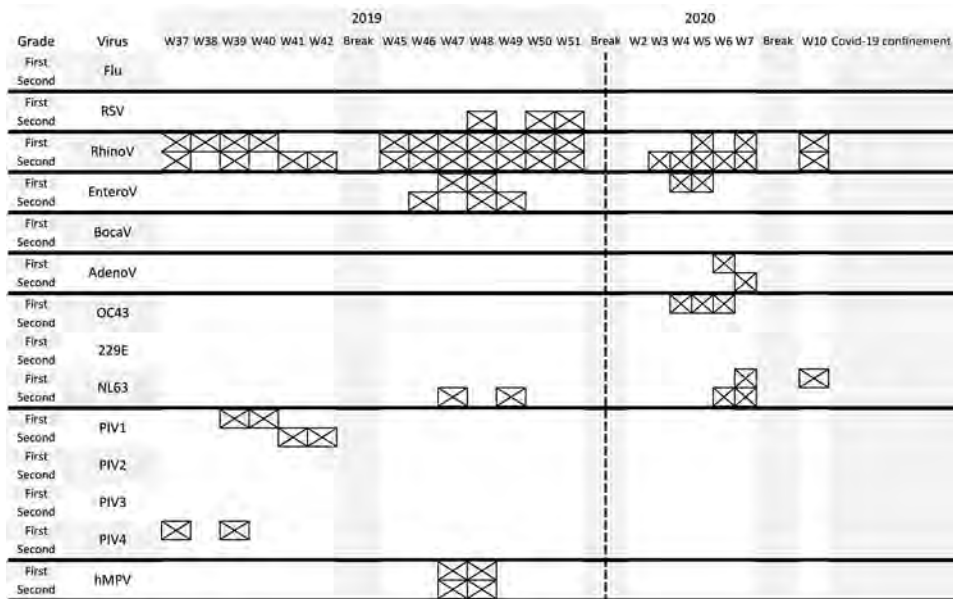 2019 2020
Grade Virus W37 W38 W39 W40 W41 W42 Break W45 W46 W47 W48 W49 W50 W51 Break W2 W3 W4 W5 W6 W7 Break W10 Covid-19 confinement
First
Flu
Second
First
RSV
Second
First
RhinoV
Second
First
EnteroV
Second
First
BocaV
Second
First
AdenoV
Second
First
OC43
Second
229E
First
NL63
Second
First
PIV1
Second
First
PIV2
Second
First
PIV3
Second
First
PIV4
Second
First
hMPV
Second